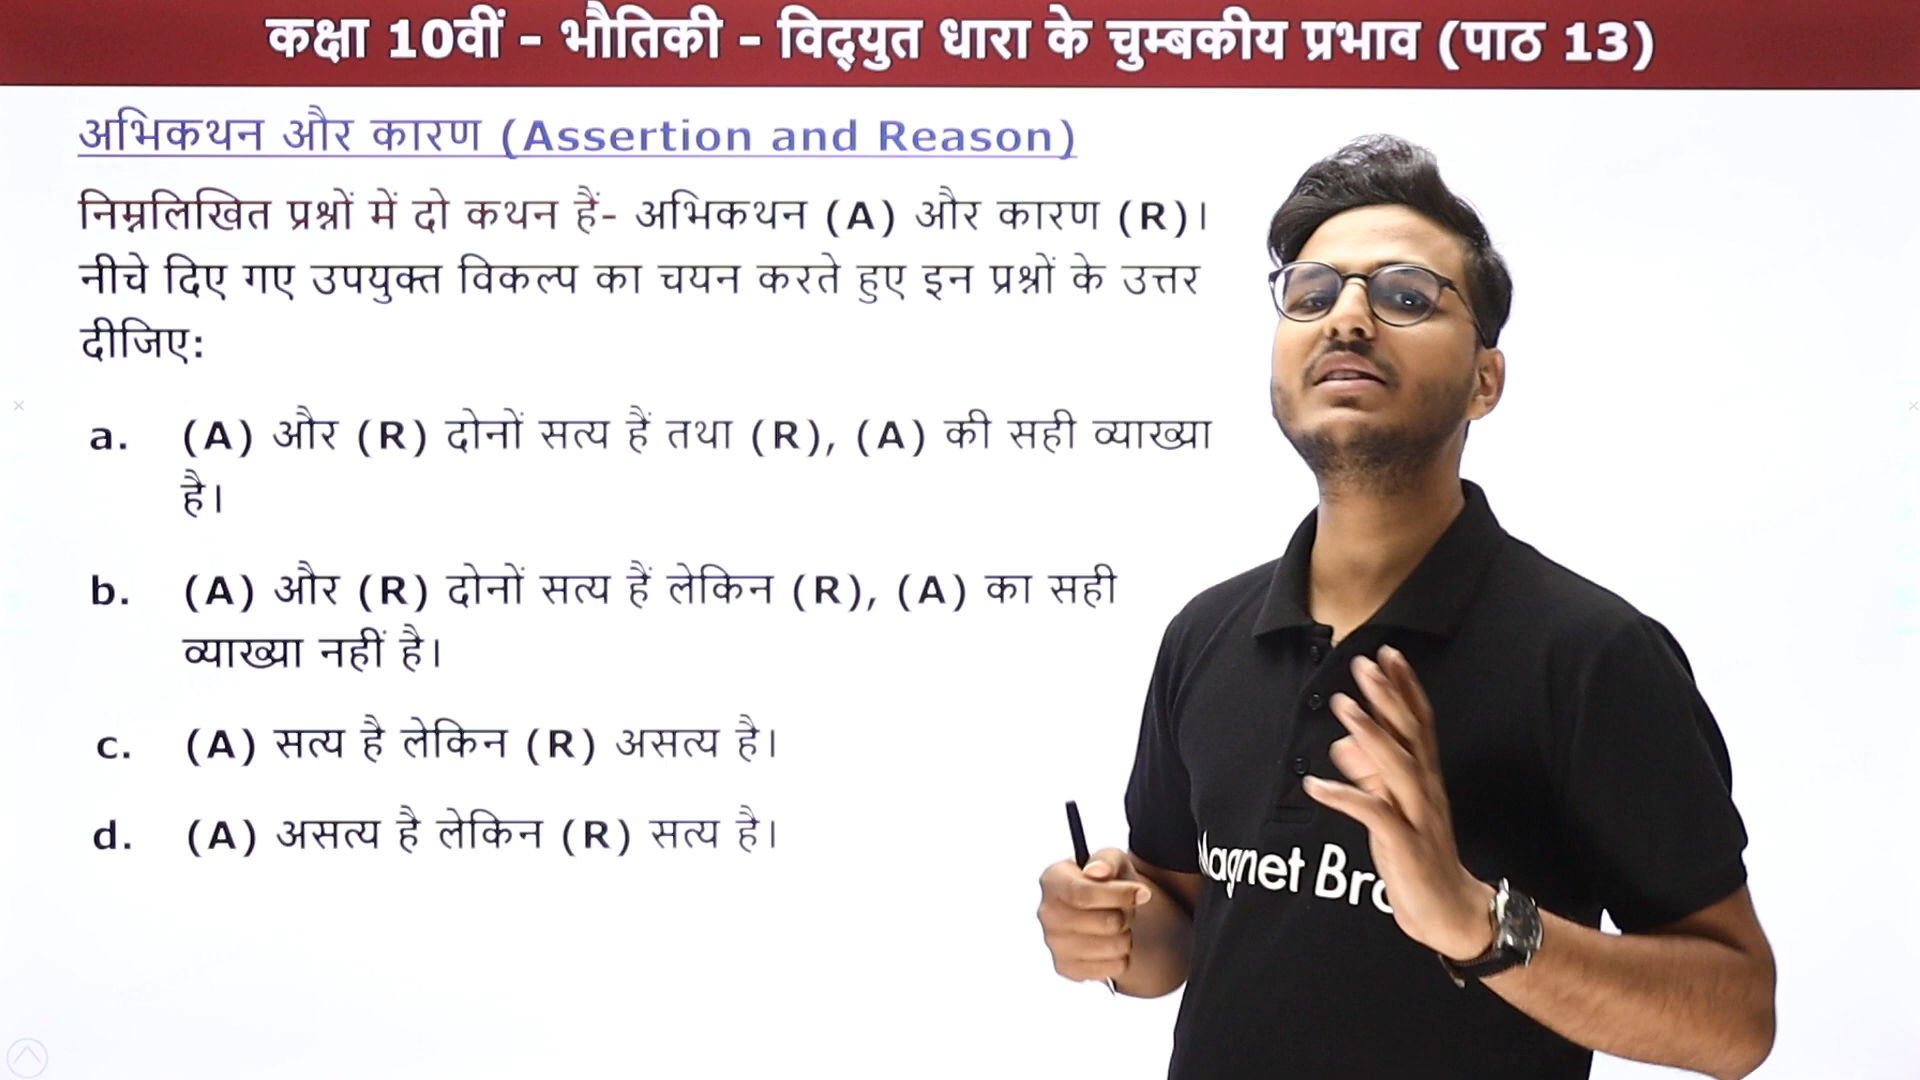 कक्षा 10वीं - भौतिकी - विद्युत धारा के चुम्बकीय प्रभाव (पाठ 13)
अभिकथन और कारण (Assertion and Reason)
निम्नलिखित प्रश्नों में दो कथन हैं- अभिकथन (A) और कारण (R)।
नीचे दिए गए उपयुक्त विकल्प का चयन करते हुए इन प्रश्नों के उत्तर
दीजिए:
a. (A) और (R) दोनों सत्य हैं तथा (R), (A) की सही व्याख्या
है।
b. (A) और (R) दोनों सत्य हैं लेकिन (R), (A) का सही
व्याख्या नहीं है।
c. (A) सत्य है लेकिन (R) असत्य है।
d. (A) असत्य है लेकिन (R) सत्य है।
Magnet Bro